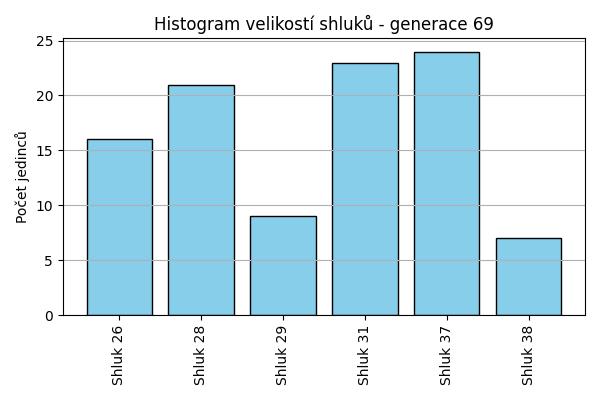 Histogram velikostí shluků - generace 69
Počet jedinců
25
20
15
10
5
0
Shluk 26
Shluk 28
Shluk 29
Shluk 31
Shluk 37
Shluk 38